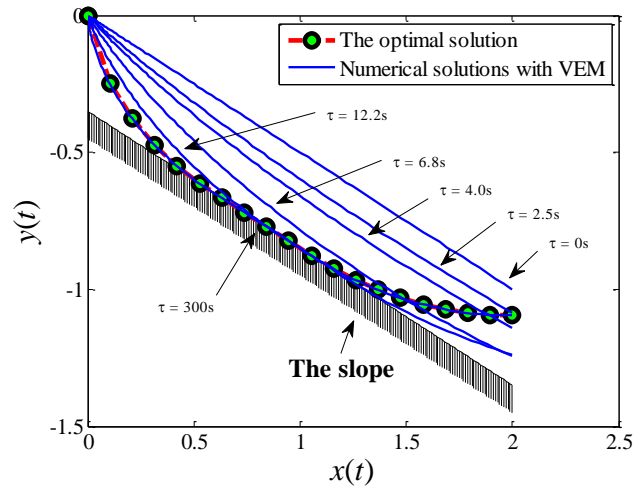 0
-0.5
-1
-1.5
0
0.5
1
1.5
2
2.5
y(t)
x(t)
The optimal solution
Numerical solutions with VEM
τ = 12.2s
τ = 6.8s
τ = 4.0s
τ = 2.5s
τ = 0s
τ = 300s
The slope